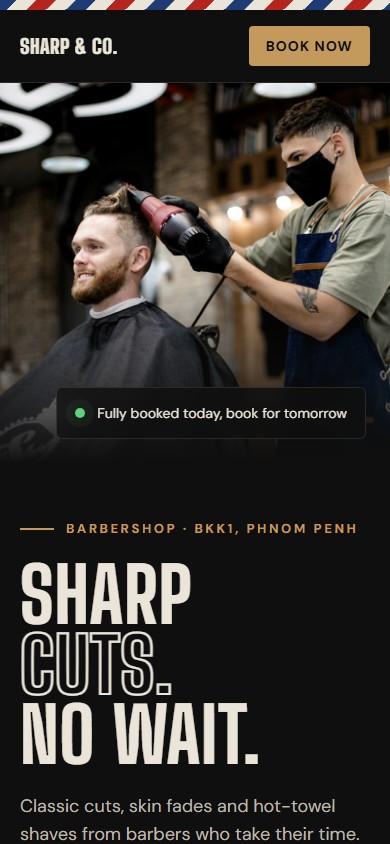 SHARP & CO.
BOOK NOW
Fully booked today, book for tomorrow
BARBERSHOP · BKK1, PHNOM PENH
SHARP
CUTS.
NO WAIT.
Classic cuts, skin fades and hot-towel
shaves from barbers who take their time.